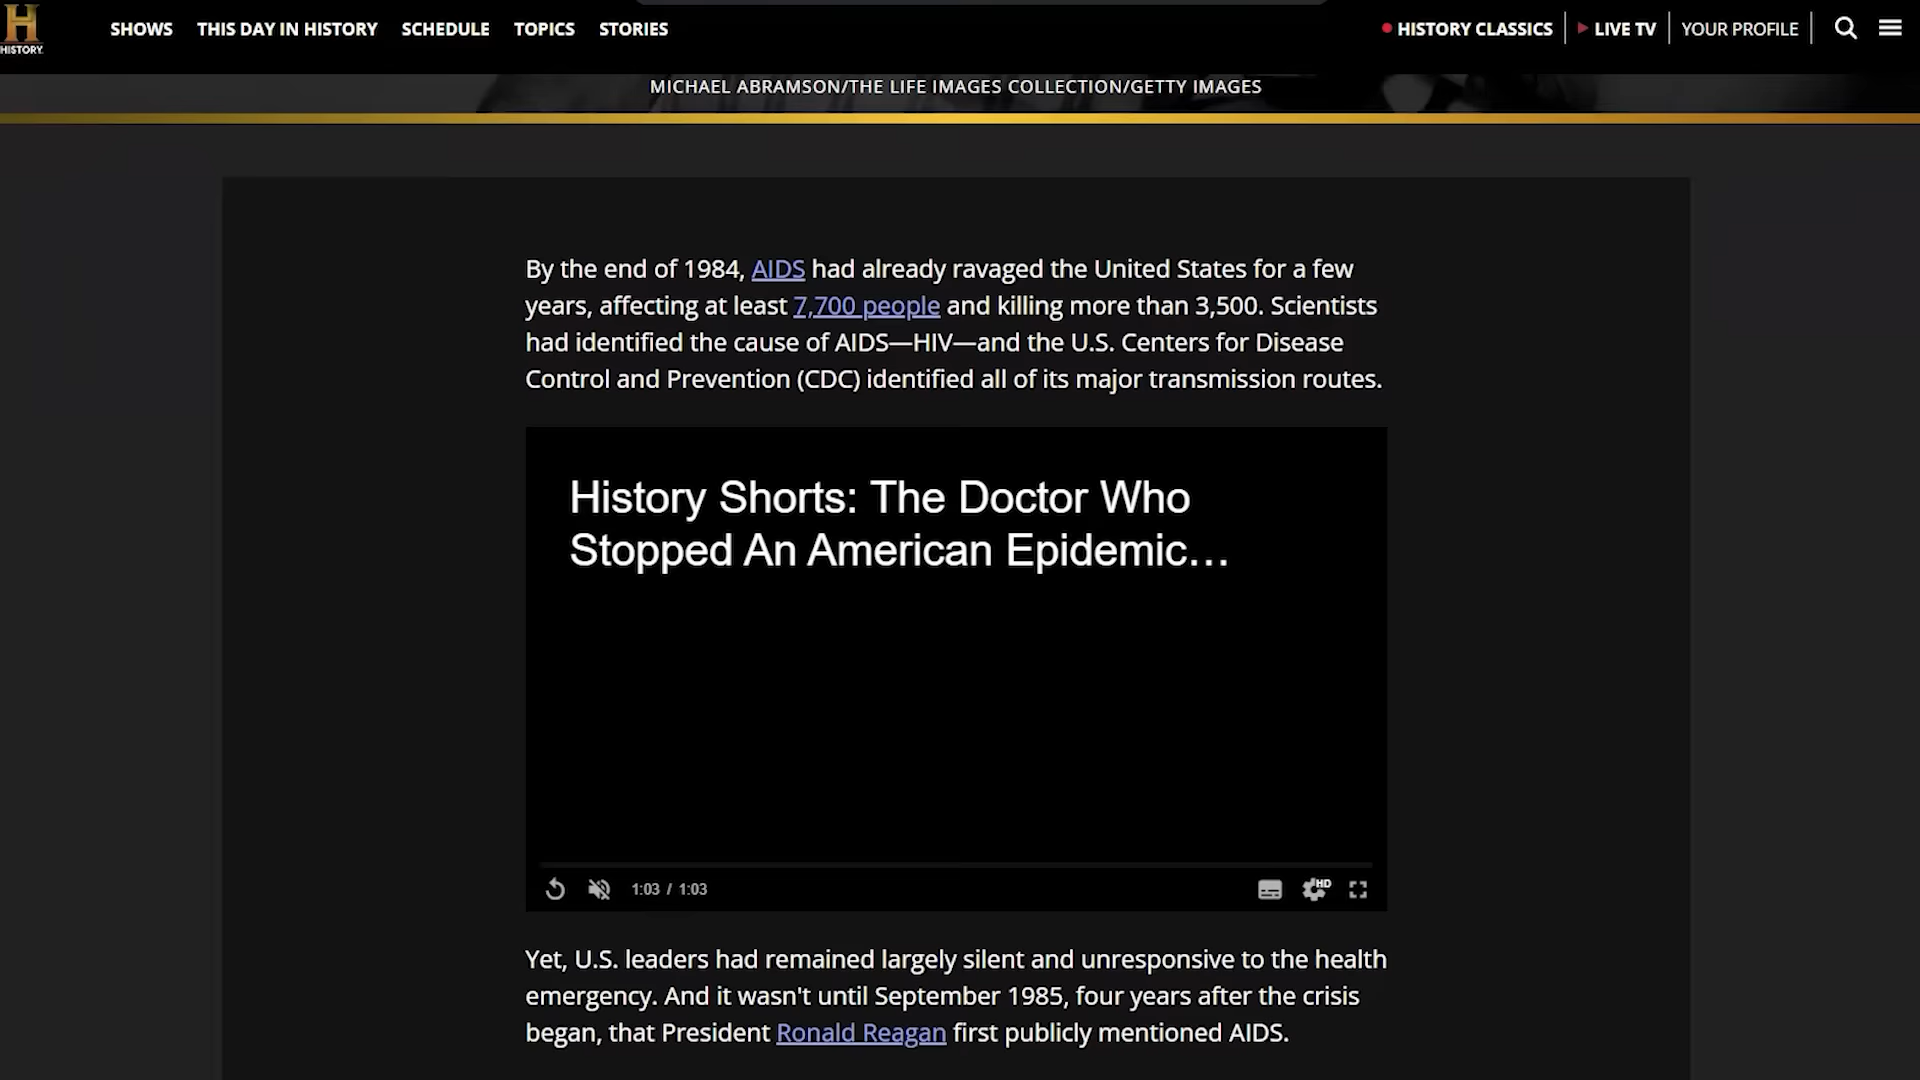 H
HISTORY
SHOWS THIS DAY IN HISTORY SCHEDULE TOPICS STORIES HISTORY CLASSICS LIVE TV YOUR PROFILE
MICHAEL ABRAMSON/THE LIFE IMAGES COLLECTION/GETTY IMAGES
By the end of 1984, AIDS had already ravaged the United States for a few
years, affecting at least 7,700 people and killing more than 3,500. Scientists
had identified the cause of AIDS—HIV—and the U.S. Centers for Disease
Control and Prevention (CDC) identified all of its major transmission routes.
History Shorts: The Doctor Who
Stopped An American Epidemic...
1:03 / 1:03 HD
Yet, U.S. leaders had remained largely silent and unresponsive to the health
emergency. And it wasn't until September 1985, four years after the crisis
began, that President Ronald Reagan first publicly mentioned AIDS.